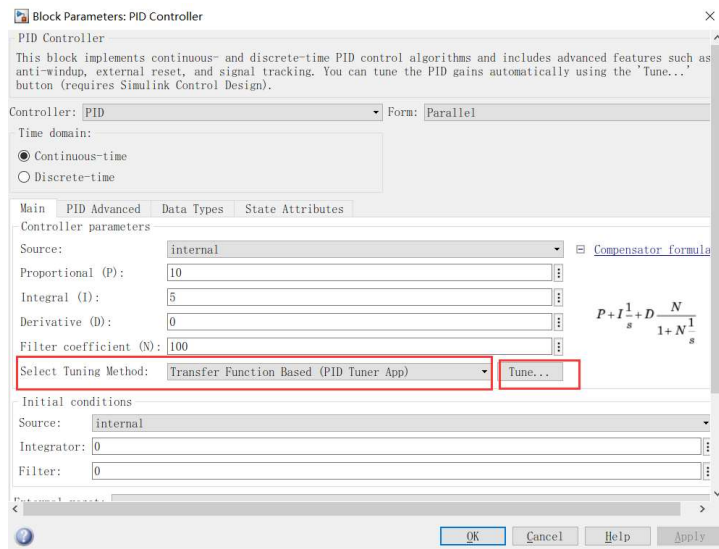 Block Parameters: PID Controller
PID Controller
This block implements continuous- and discrete-time PID control algorithms and includes advanced features such as
anti-windup, external reset, and signal tracking. You can tune the PID gains automatically using the 'Tune...'
button (requires Simulink Control Design).
Controller: PID Form: Parallel
Time domain:
Continuous-time
Discrete-time
Main PID Advanced Data Types State Attributes
Controller parameters
Source: internal Compensator formula
Proportional (P): 10
Integral (I): 5
Derivative (D): 0
P+I 1/s +D N/(1+N 1/s)
Filter coefficient (N): 100
Select Tuning Method: Transfer Function Based (PID Tuner App) Tune...
Initial conditions
Source: internal
Integrator: 0
Filter: 0
OK Cancel Help Apply